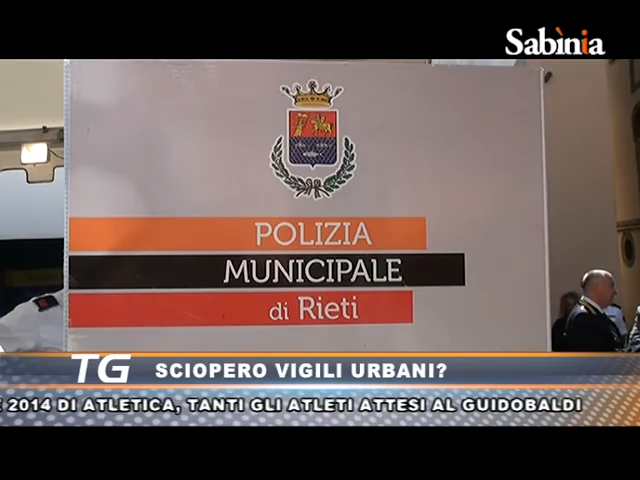 Sabìnia
POLIZIA
MUNICIPALE
di Rieti
TG SCIOPERO VIGILI URBANI?
E 2014 DI ATLETICA, TANTI GLI ATLETI ATTESI AL GUIDOBALDI